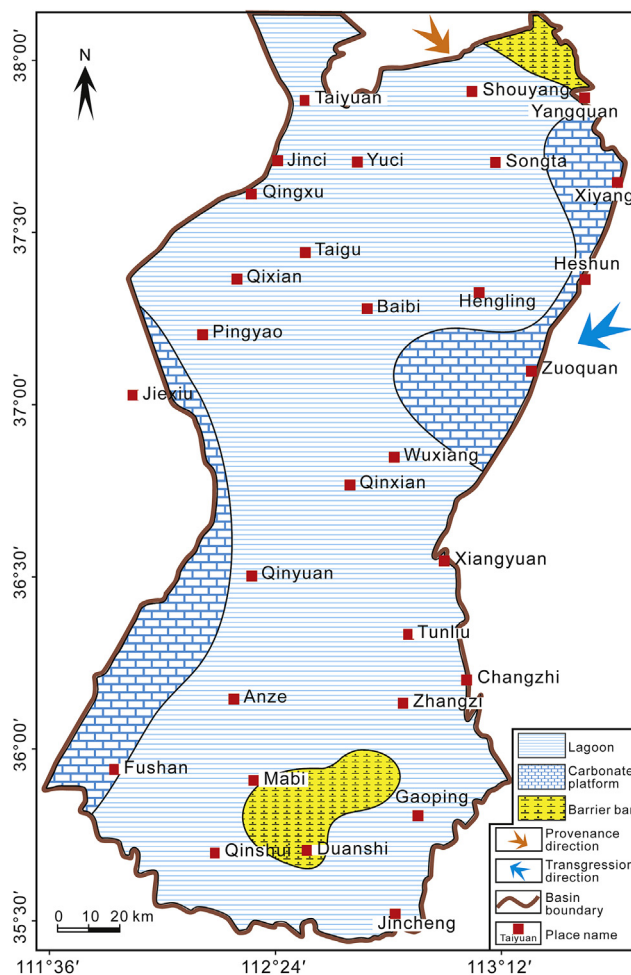 38°00'
37°30'
37°00'
36°30'
36°00'
35°30'
N
Taiyuan
Shouyang
Yangquan
Jinci
Yuci
Songta
Xiyang
Qingxu
Taigu
Heshun
Qixian
Hengling
Baibi
Pingyao
Zuoquan
Jiexiu
Wuxiang
Qinxian
Xiangyuan
Qinyuan
Tunliu
Changzhi
Anze
Zhangzi
Fushan
Mabi
Gaoping
Qinshui
Duanshi
Jincheng
0 10 20 km
Lagoon
Carbonate
platform
Barrier bar
Provenance
direction
Transgression
direction
Basin
boundary
Taiyuan
Place name
111°36'
112°24'
113°12'